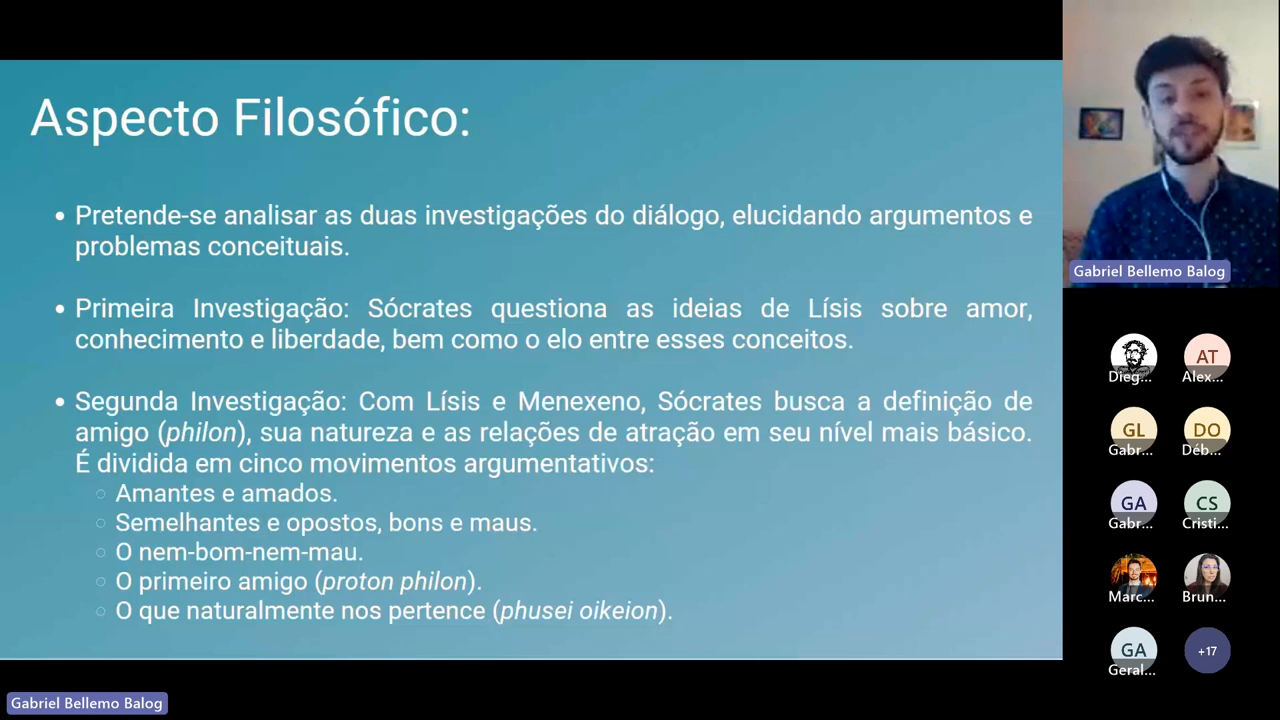 Aspecto Filosófico:
• Pretende-se analisar as duas investigações do diálogo, elucidando argumentos e
problemas conceituais.
• Primeira Investigação: Sócrates questiona as ideias de Lísis sobre amor,
conhecimento e liberdade, bem como o elo entre esses conceitos.
• Segunda Investigação: Com Lísis e Menexeno, Sócrates busca a definição de
amigo (philon), sua natureza e as relações de atração em seu nível mais básico.
É dividida em cinco movimentos argumentativos:
○ Amantes e amados.
○ Semelhantes e opostos, bons e maus.
○ O nem-bom-nem-mau.
○ O primeiro amigo (proton philon).
○ O que naturalmente nos pertence (phusei oikeion).
Gabriel Bellemo Balog
Dieg...
AT
Alex...
GL
Gabr...
DO
Déb...
GA
Gabr...
CS
Cristi...
Marc...
Brun...
GA
Geral...
+17
Gabriel Bellemo Balog